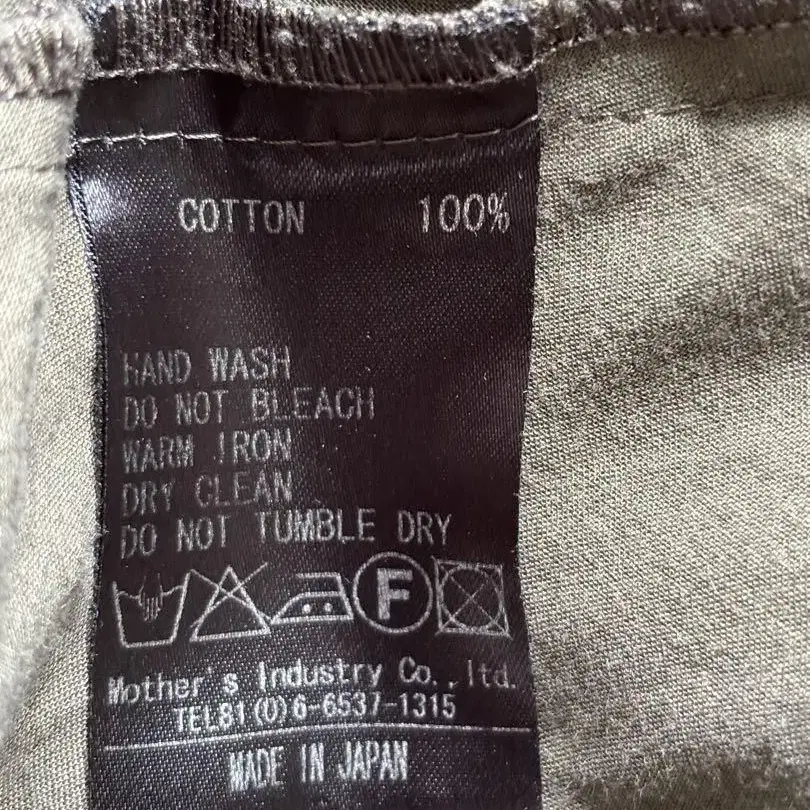 COTTON 100%
HAND WASH
DO NOT BLEACH
WARM IRON
DRY CLEAN
DO NOT TUMBLE DRY
F
Mother's Industry Co.,ltd.
TEL81(0)6-6537-1315
MADE IN JAPAN